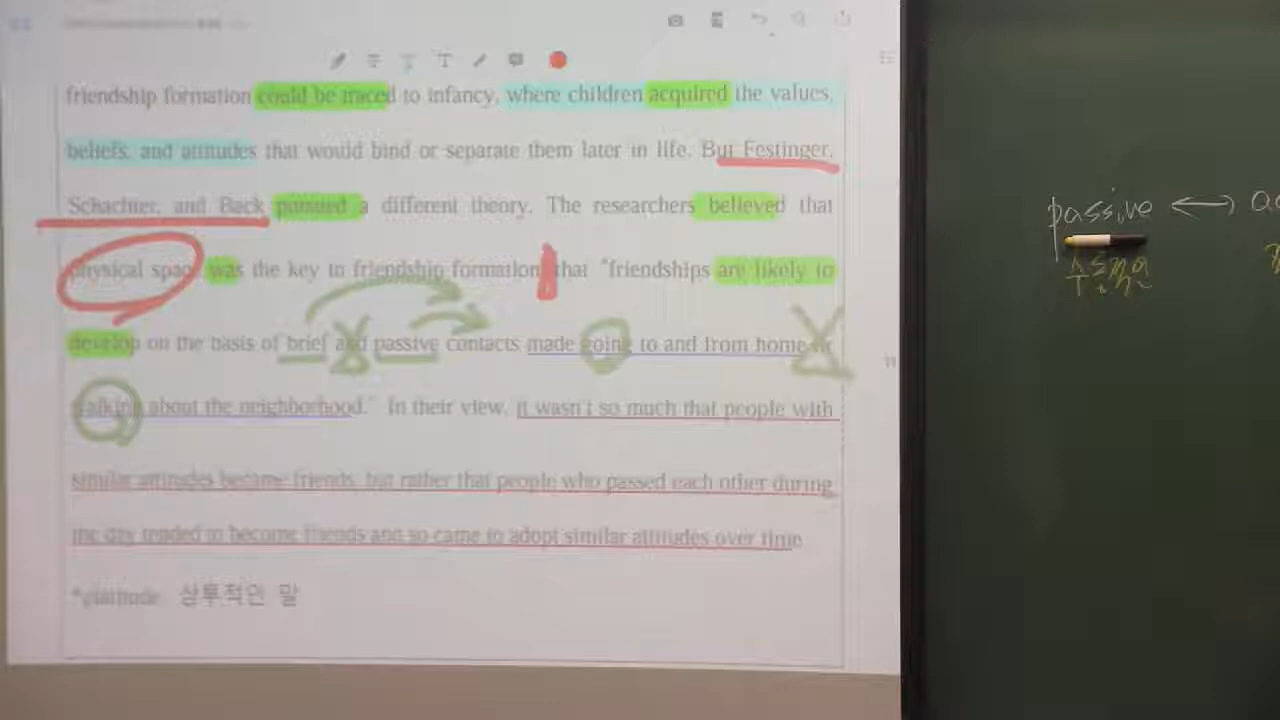 friendship formation could be traced to infancy, where children acquired the values,
beliefs, and attitudes that would bind or separate them later in life. But Festinger,
Schachter, and Back pursued a different theory. The researchers believed that
physical space was the key to friendship formation that "friendships are likely to
develop on the basis of brief and passive contacts made going to and from home or
walking about the neighborhood." In their view, it wasn't so much that people with
similar attitudes became friends, but rather that people who passed each other during
the day tended to become friends and so came to adopt similar attitudes over time
*platitude 상투적인 말
passive ↔